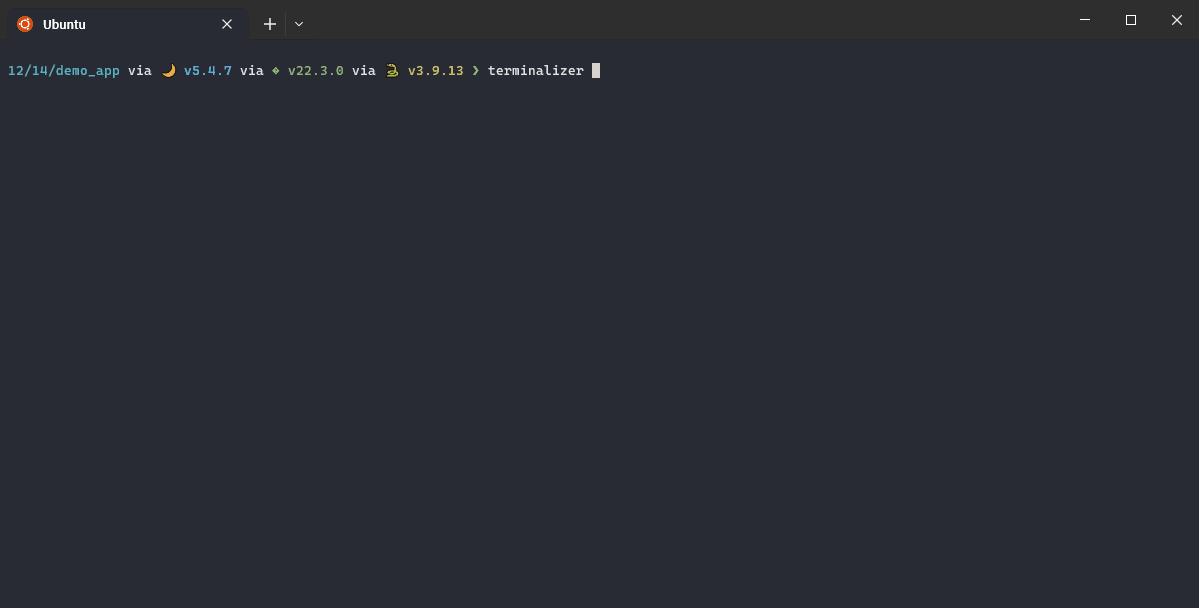 Ubuntu
12/14/demo_app via 🌙 v5.4.7 via � v22.3.0 via 🐍 v3.9.13 ❯ terminalizer